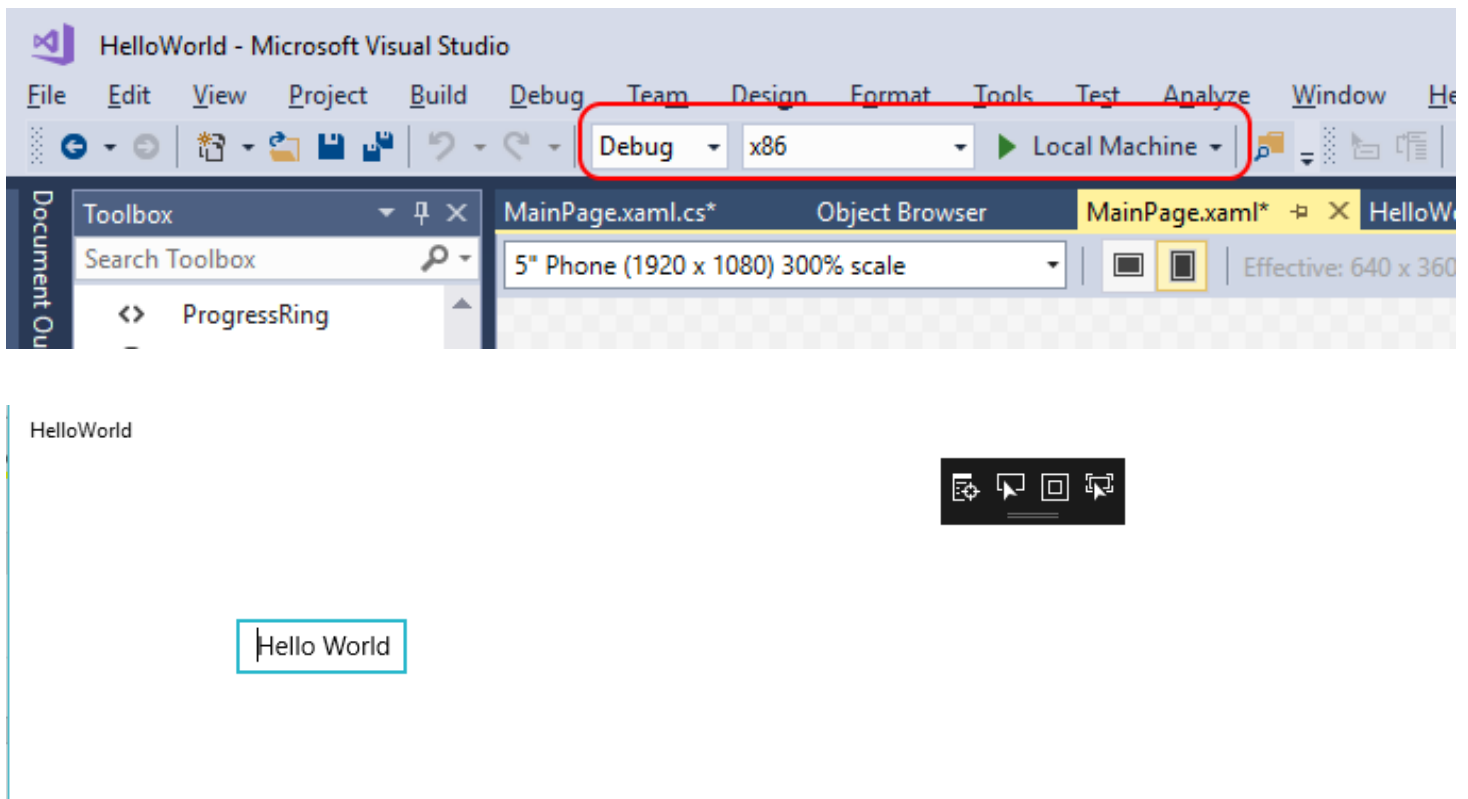 HelloWorld - Microsoft Visual Studio
File Edit View Project Build Debug Team Design Format Tools Test Analyze Window He
Debug x86 Local Machine
Document Ou
Toolbox MainPage.xaml.cs* Object Browser MainPage.xaml* HelloWo
Search Toolbox 5" Phone (1920 x 1080) 300% scale Effective: 640 x 360
ProgressRing
HelloWorld
Hello World